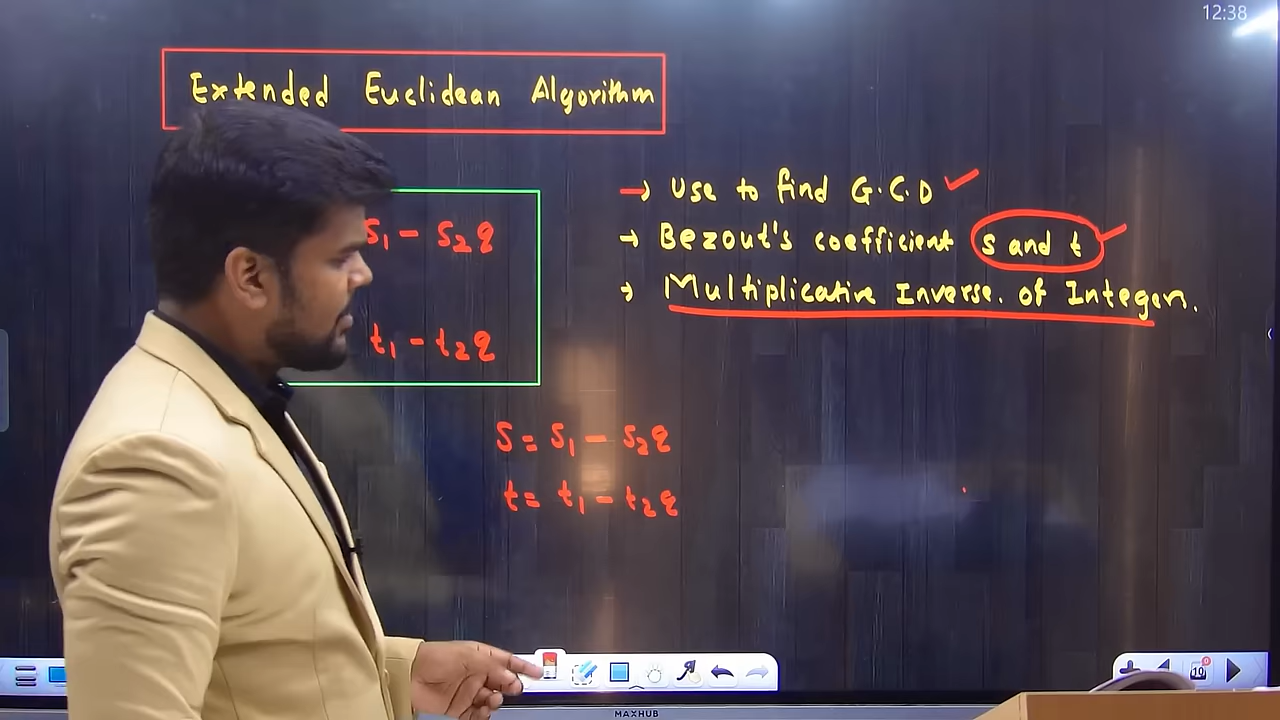 12:38
Extended Euclidean Algorithm
→ Use to find G.C.D ✓
→ Bezout's coefficient s and t ✓
→ Multiplicative Inverse. of Integer.
s₁ - s₂q
t₁ - t₂q
s = s₁ - s₂q
t = t₁ - t₂q
10
MAXHUB